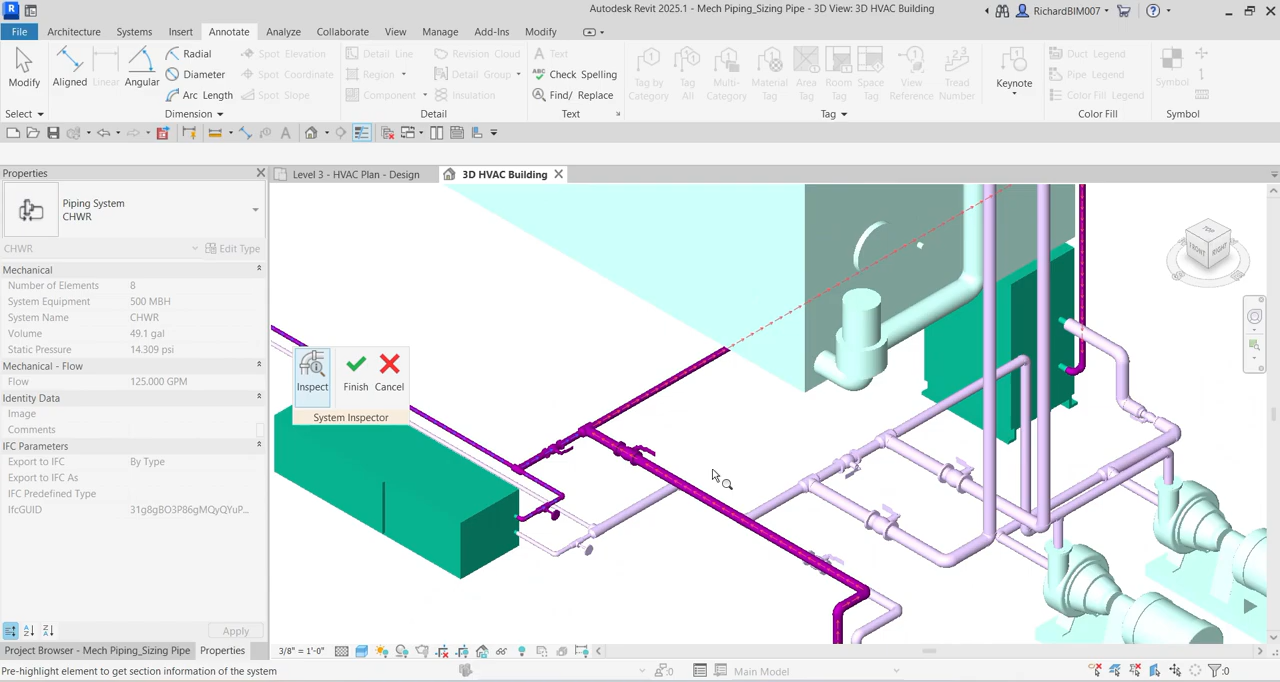 Autodesk Revit 2025.1 - Mech Piping_Sizing Pipe - 3D View: 3D HVAC Building
RichardBIM007
File Architecture Systems Insert Annotate Analyze Collaborate View Manage Add-Ins Modify
Modify
Select
Aligned Linear Angular
Radial
Diameter
Arc Length
Spot Elevation
Spot Coordinate
Spot Slope
Dimension
Detail Line
Region
Component
Revision Cloud
Detail Group
Insulation
Detail
Text
Check Spelling
Find/ Replace
Text
Tag by Category
Tag All
Multi-Category
Material Tag
Area Tag
Room Tag
Space Tag
View Reference
Tread Number
Tag
Keynote
Duct Legend
Pipe Legend
Color Fill Legend
Color Fill
Symbol
Symbol
Properties
Level 3 - HVAC Plan - Design
3D HVAC Building
Piping System
CHWR
CHWR
Edit Type
Mechanical
Number of Elements 8
System Equipment 500 MBH
System Name CHWR
Volume 49.1 gal
Static Pressure 14.309 psi
Mechanical - Flow
Flow 125.000 GPM
Identity Data
Image
Comments
IFC Parameters
Export to IFC By Type
Export to IFC As
IFC Predefined Type
IfcGUID 31g8gBO3P86gMQyQYuP...
Apply
Project Browser - Mech Piping_Sizing Pipe Properties
Inspect Finish Cancel
System Inspector
TOP
FRONT RIGHT
3/8" = 1'-0"
Pre-highlight element to get section information of the system
:0
Main Model
:0